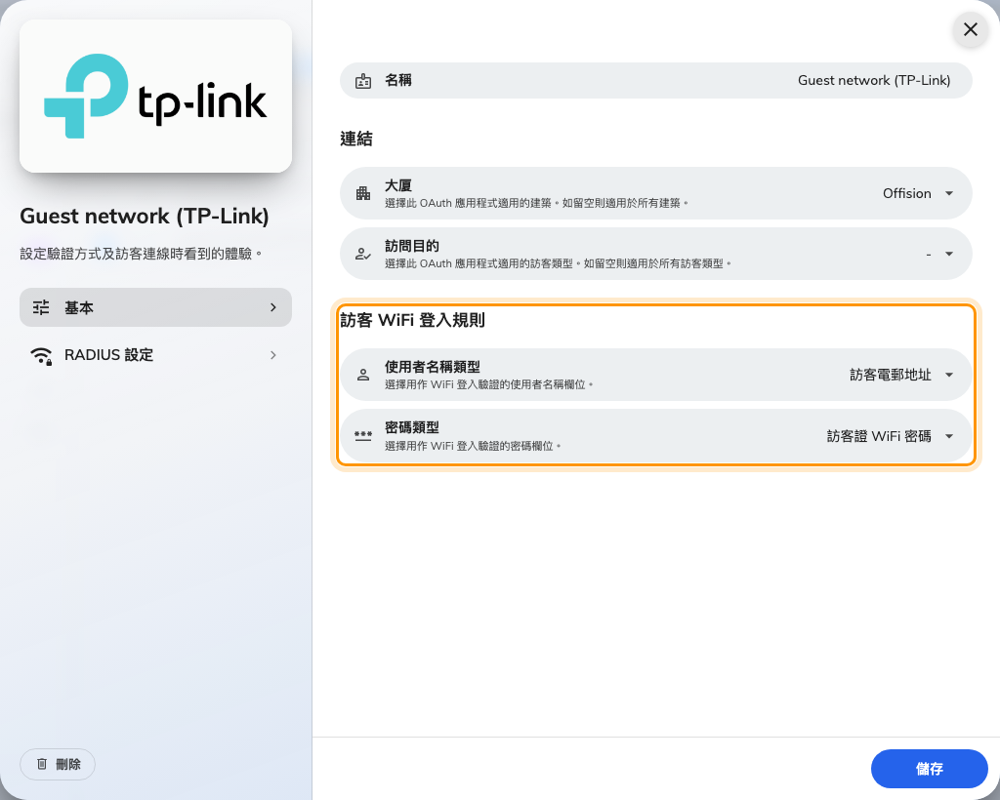 tp-link
Guest network (TP-Link)
設定驗證方式及訪客連線時看到的體驗。
基本
RADIUS 設定
刪除
名稱
Guest network (TP-Link)
連結
大厦
選擇此 OAuth 應用程式適用的建築。如留空則適用於所有建築。
Offision
訪問目的
選擇此 OAuth 應用程式適用的訪客類型。如留空則適用於所有訪客類型。
-
訪客 WiFi 登入規則
使用者名稱類型
選擇用作 WiFi 登入驗證的使用者名稱欄位。
訪客電郵地址
密碼類型
選擇用作 WiFi 登入驗證的密碼欄位。
訪客證 WiFi 密碼
儲存